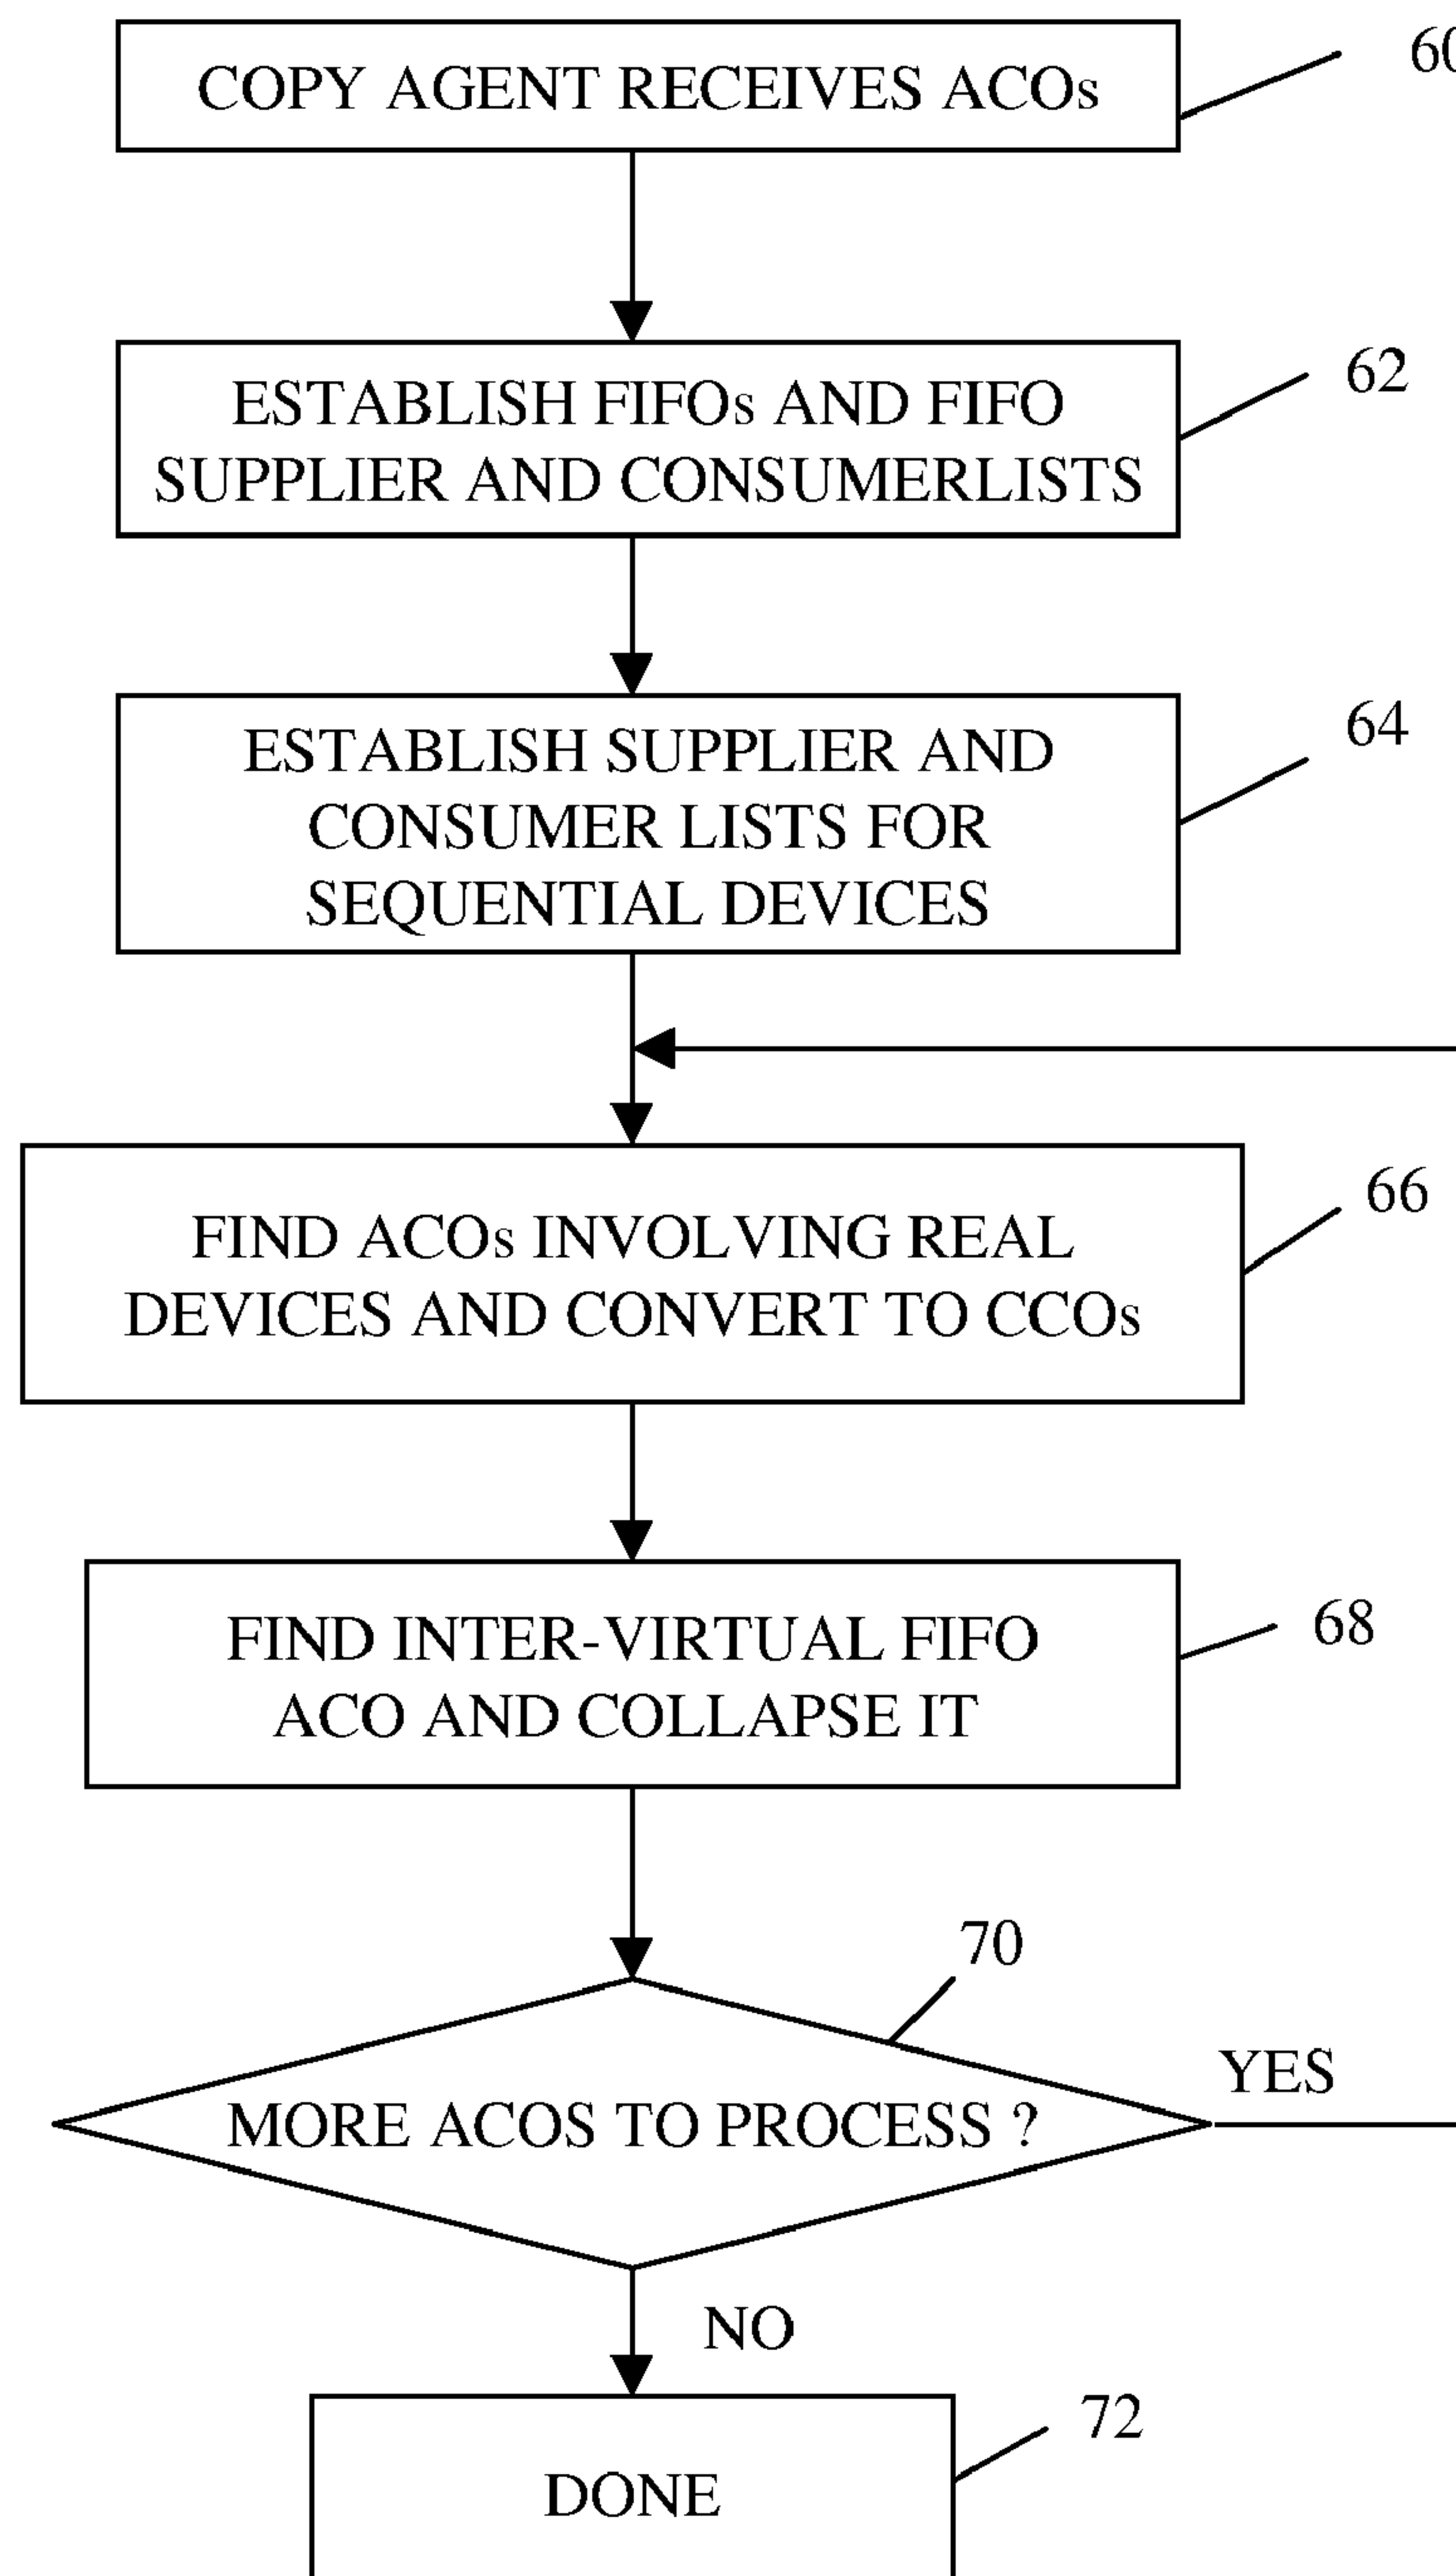 COPY AGENT RECEIVES ACOs
60
ESTABLISH FIFOs AND FIFO
SUPPLIER AND CONSUMERLISTS
62
ESTABLISH SUPPLIER AND
CONSUMER LISTS FOR
SEQUENTIAL DEVICES
64
FIND ACOs INVOLVING REAL
DEVICES AND CONVERT TO CCOs
66
FIND INTER-VIRTUAL FIFO
ACO AND COLLAPSE IT
68
70
MORE ACOS TO PROCESS ?
YES
NO
DONE
72